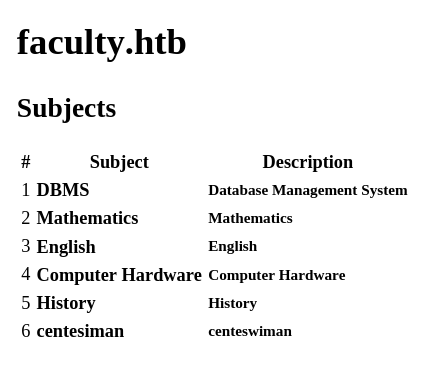 faculty.htb
Subjects
# Subject Description
1 DBMS Database Management System
2 Mathematics Mathematics
3 English English
4 Computer Hardware Computer Hardware
5 History History
6 centesiman centeswiman